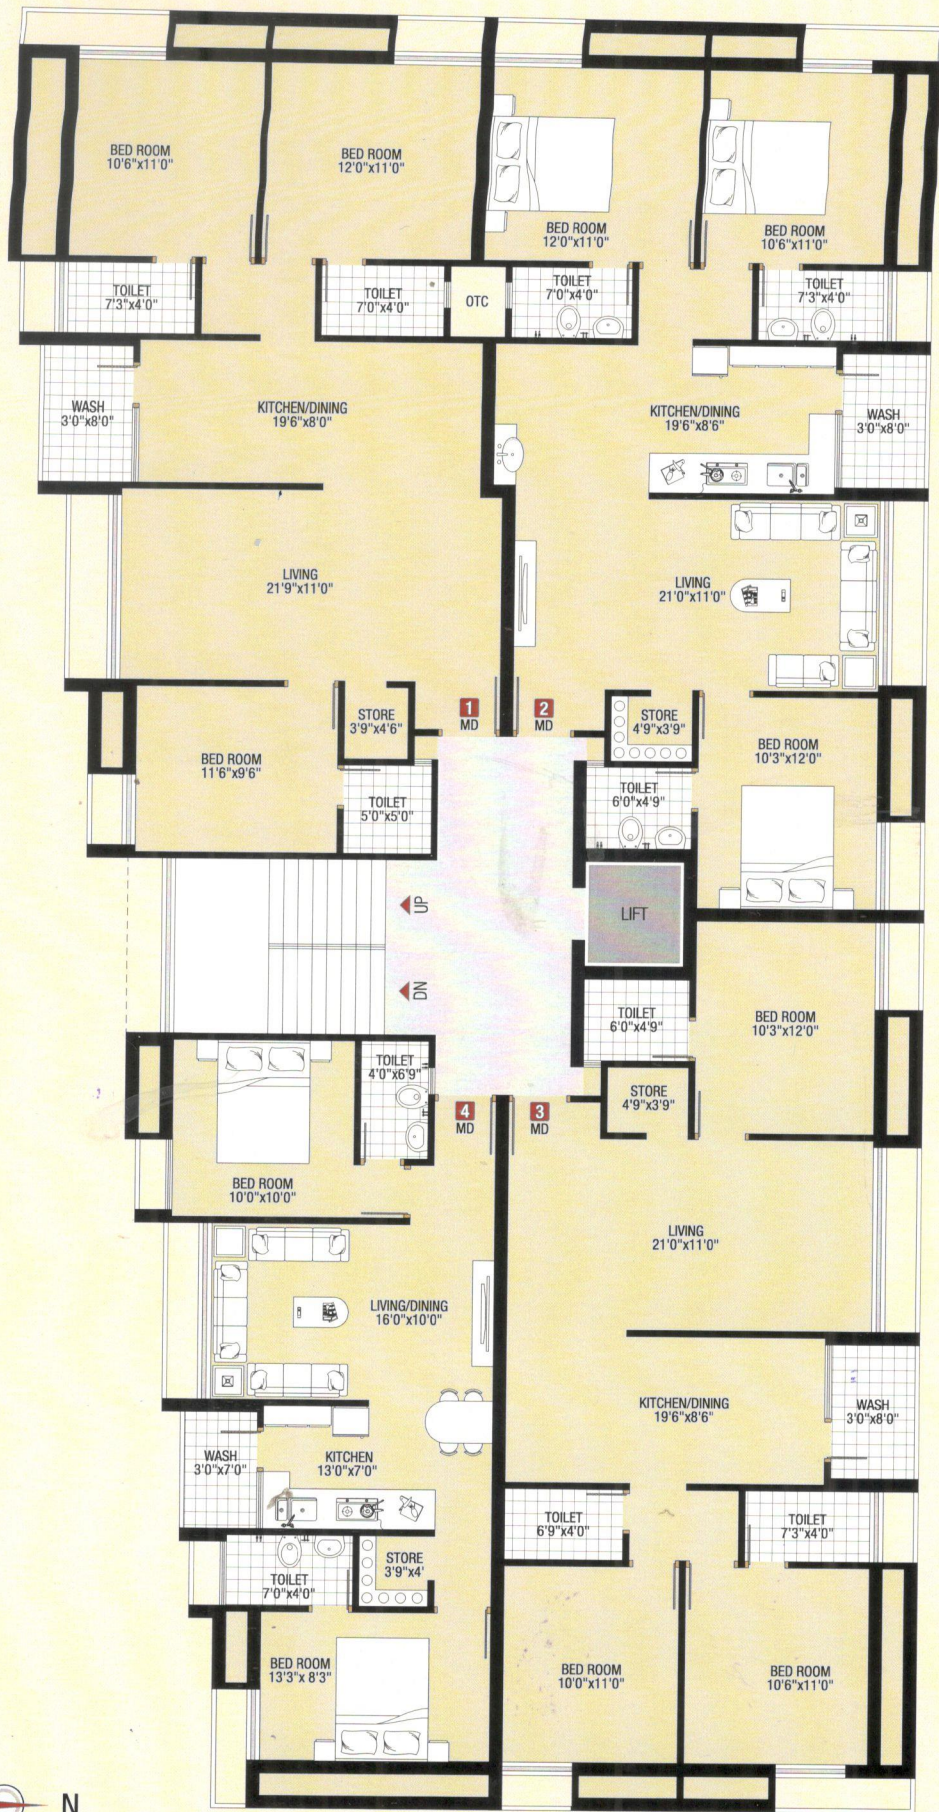 BED ROOM
10'6"x11'0"
BED ROOM
12'0"x11'0"
BED ROOM
12'0"x11'0"
BED ROOM
10'6"x11'0"
TOILET
7'3"x4'0"
TOILET
7'0"x4'0"
OTC
TOILET
7'0"x4'0"
TOILET
7'3"x4'0"
WASH
3'0"x8'0"
KITCHEN/DINING
19'6"x8'0"
KITCHEN/DINING
19'6"x8'6"
WASH
3'0"x8'0"
LIVING
21'9"x11'0"
LIVING
21'0"x11'0"
STORE
3'9"x4'6"
1
MD
2
MD
STORE
4'9"x3'9"
BED ROOM
11'6"x9'6"
BED ROOM
10'3"x12'0"
TOILET
5'0"x5'0"
TOILET
6'0"x4'9"
UP
LIFT
DN
TOILET
6'0"x4'9"
BED ROOM
10'3"x12'0"
TOILET
4'0"x6'9"
STORE
4'9"x3'9"
4
MD
3
MD
BED ROOM
10'0"x10'0"
LIVING
21'0"x11'0"
LIVING/DINING
16'0"x10'0"
KITCHEN/DINING
19'6"x8'6"
WASH
3'0"x8'0"
WASH
3'0"x7'0"
KITCHEN
13'0"x7'0"
TOILET
6'9"x4'0"
TOILET
7'3"x4'0"
TOILET
7'0"x4'0"
STORE
3'9"x4'
BED ROOM
13'3"x 8'3"
BED ROOM
10'0"x11'0"
BED ROOM
10'6"x11'0"
N